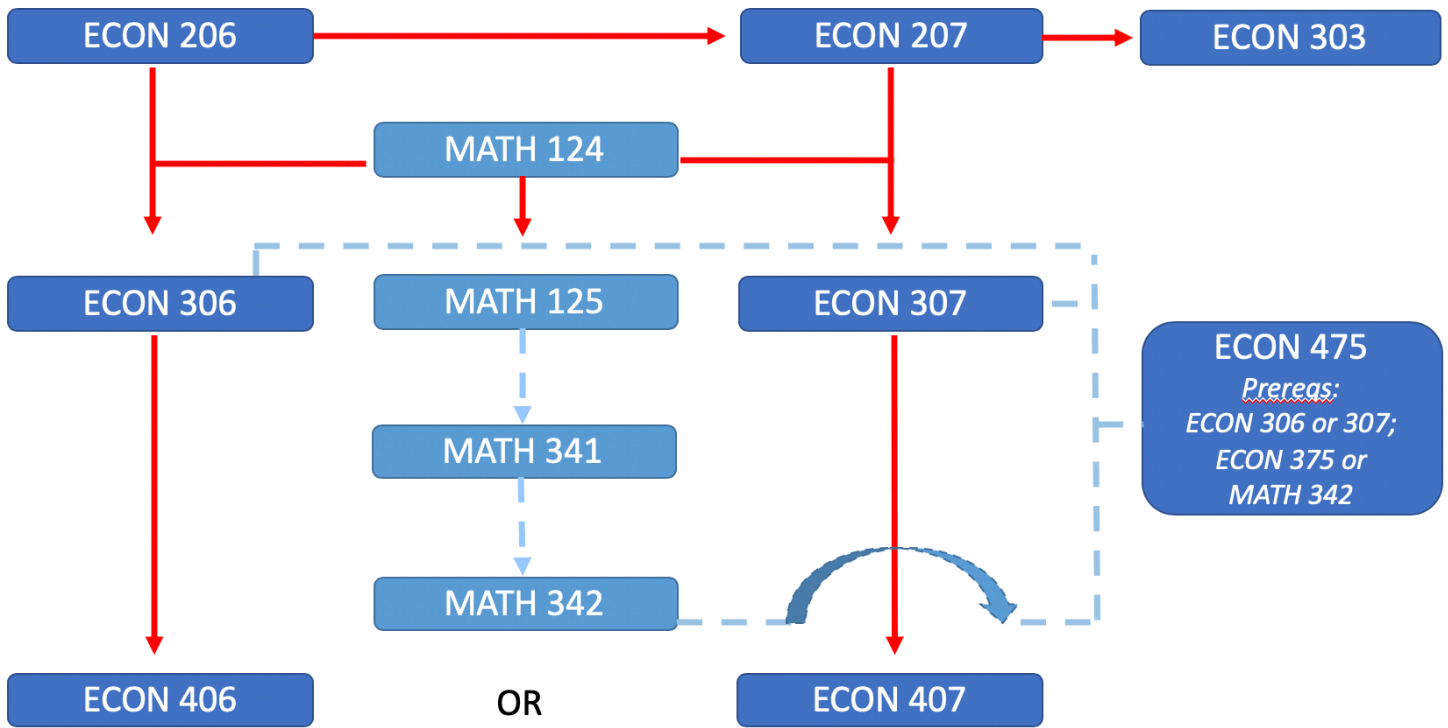 ECON 206
ECON 207
ECON 303
MATH 124
ECON 306
MATH 125
ECON 307
ECON 475
Prereqs:
ECON 306 or 307;
ECON 375 or
MATH 342
MATH 341
MATH 342
ECON 406
OR
ECON 407